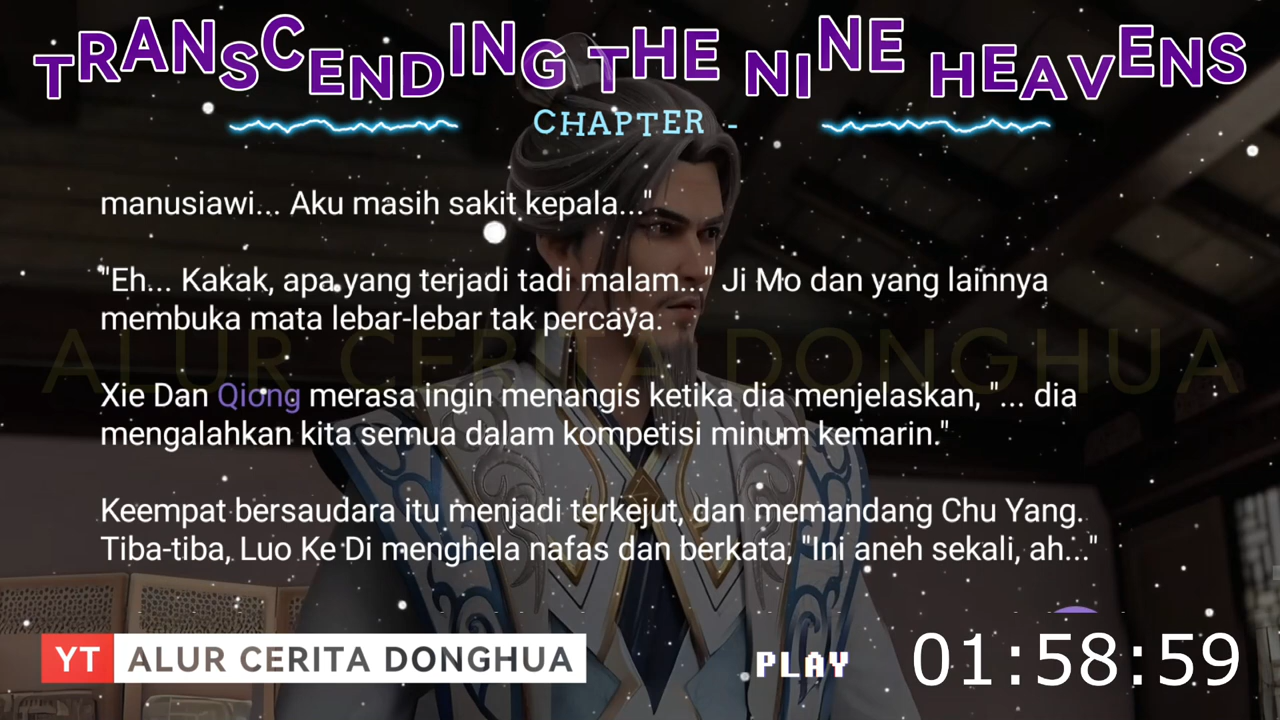 TRANSCENDING THE NINE HEAVENS
CHAPTER -
manusiawi... Aku masih sakit kepala..."
"Eh... Kakak, apa yang terjadi tadi malam..." Ji Mo dan yang lainnya
membuka mata lebar-lebar tak percaya.
ALUR CERITA DONGHUA
Xie Dan Qiong merasa ingin menangis ketika dia menjelaskan, "... dia
mengalahkan kita semua dalam kompetisi minum kemarin."
Keempat bersaudara itu menjadi terkejut, dan memandang Chu Yang.
Tiba-tiba, Luo Ke Di menghela nafas dan berkata, "Ini aneh sekali, ah..."
YT ALUR CERITA DONGHUA
PLAY 01:58:59